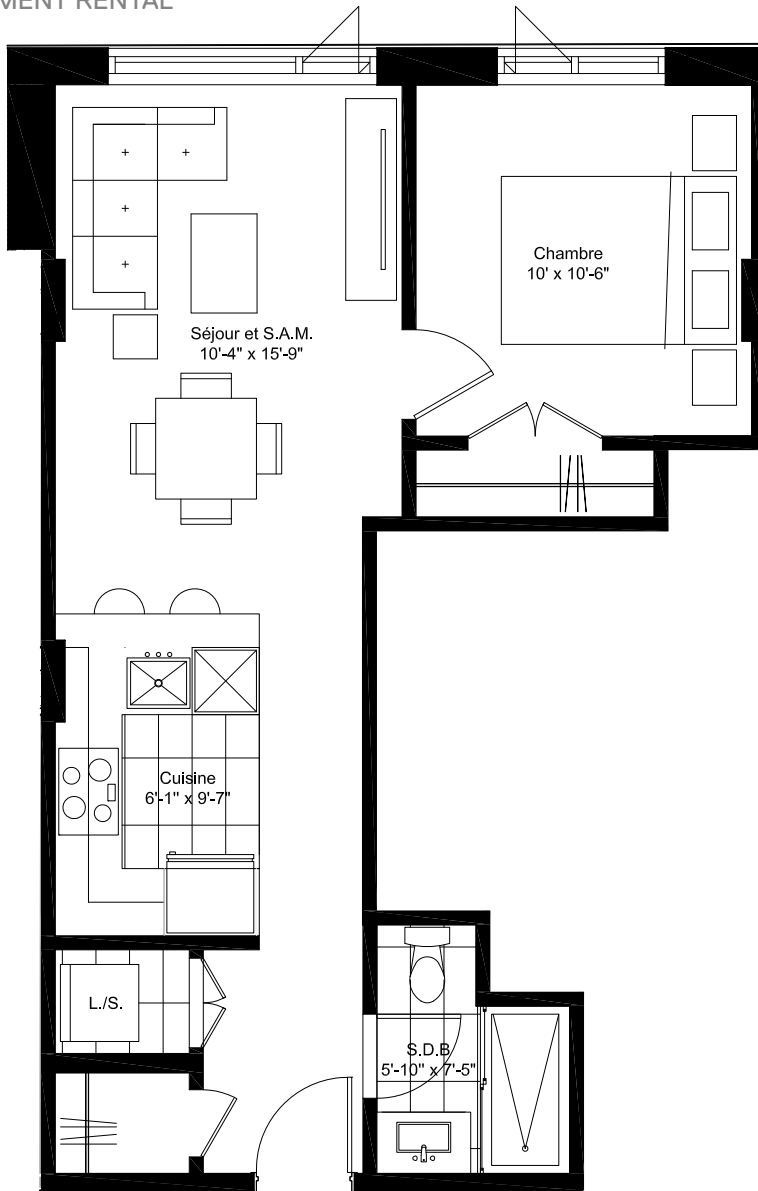 MENT RENTAL
Chambre
10' x 10'-6"
Séjour et S.A.M.
10'-4" x 15'-9"
Cuisine
6'-1" x 9'-7"
L./S.
S.D.B
5'-10" x 7'-5"